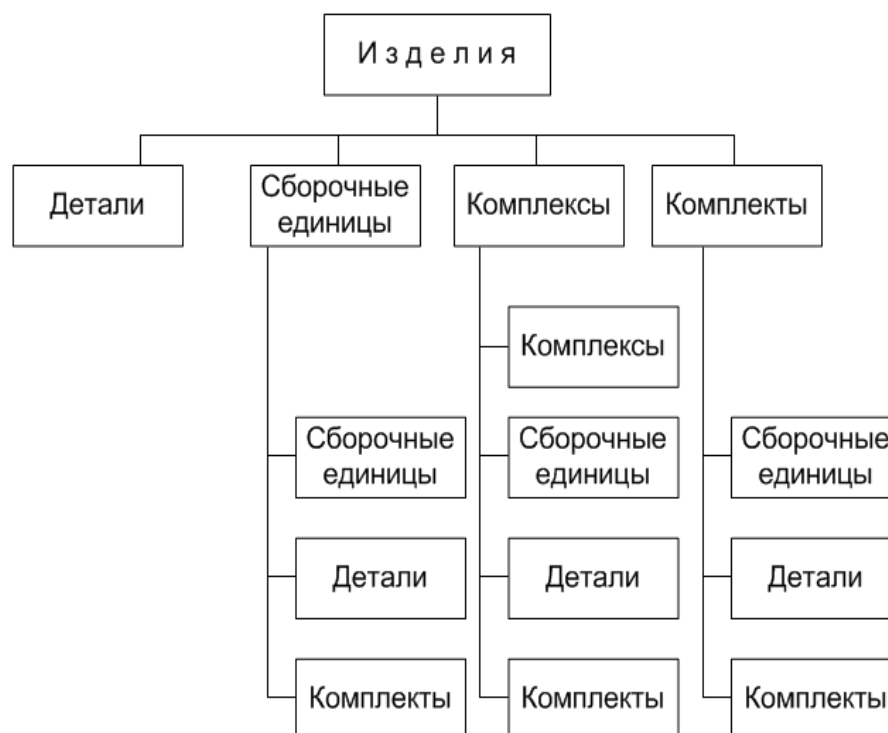 Изделия
Детали
Сборочные
единицы
Комплексы
Комплекты
Комплексы
Сборочные
единицы
Сборочные
единицы
Сборочные
единицы
Детали
Детали
Детали
Комплекты
Комплекты
Комплекты